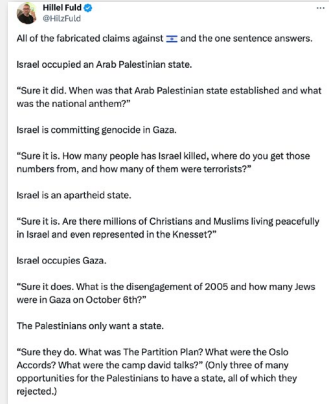 Hillel Fuld
@HilzFuld
All of the fabricated claims against 🇮🇱 and the one sentence answers.
Israel occupied an Arab Palestinian state.
“Sure it did. When was that Arab Palestinian state established and what
was the national anthem?”
Israel is committing genocide in Gaza.
“Sure it is. How many people has Israel killed, where do you get those
numbers from, and how many of them were terrorists?”
Israel is an apartheid state.
“Sure it is. Are there millions of Christians and Muslims living peacefully
in Israel and even represented in the Knesset?”
Israel occupies Gaza.
“Sure it does. What is the disengagement of 2005 and how many Jews
were in Gaza on October 6th?”
The Palestinians only want a state.
“Sure they do. What was The Partition Plan? What were the Oslo
Accords? What were the camp david talks?” (Only three of many
opportunities for the Palestinians to have a state, all of which they
rejected.)